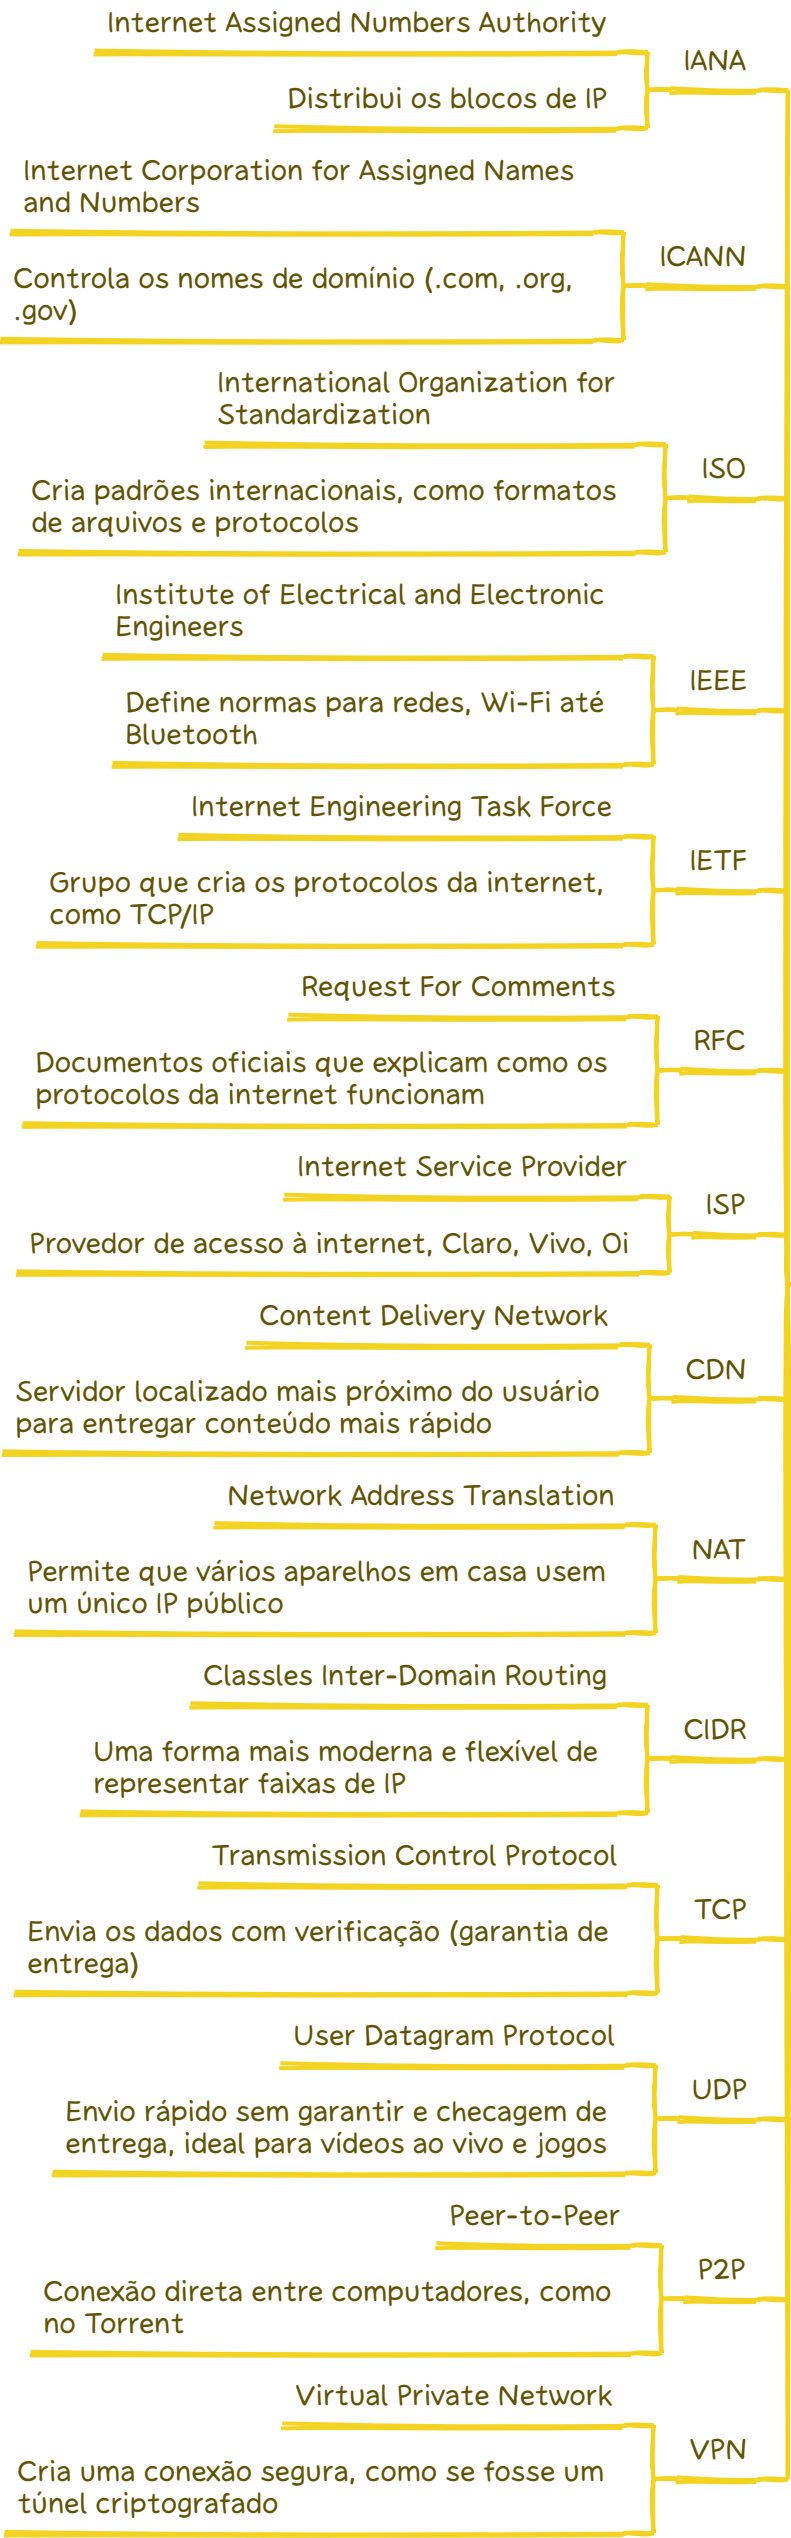 Internet Assigned Numbers Authority
IANA
Distribui os blocos de IP
Internet Corporation for Assigned Names
and Numbers
ICANN
Controla os nomes de domínio (.com, .org,
.gov)
International Organization for
Standardization
ISO
Cria padrões internacionais, como formatos
de arquivos e protocolos
Institute of Electrical and Electronic
Engineers
IEEE
Define normas para redes, Wi-Fi até
Bluetooth
Internet Engineering Task Force
IETF
Grupo que cria os protocolos da internet,
como TCP/IP
Request For Comments
RFC
Documentos oficiais que explicam como os
protocolos da internet funcionam
Internet Service Provider
ISP
Provedor de acesso à internet, Claro, Vivo, Oi
Content Delivery Network
CDN
Servidor localizado mais próximo do usuário
para entregar conteúdo mais rápido
Network Address Translation
NAT
Permite que vários aparelhos em casa usem
um único IP público
Classles Inter-Domain Routing
CIDR
Uma forma mais moderna e flexível de
representar faixas de IP
Transmission Control Protocol
TCP
Envia os dados com verificação (garantia de
entrega)
User Datagram Protocol
UDP
Envio rápido sem garantir e checagem de
entrega, ideal para vídeos ao vivo e jogos
Peer-to-Peer
P2P
Conexão direta entre computadores, como
no Torrent
Virtual Private Network
VPN
Cria uma conexão segura, como se fosse um
túnel criptografado